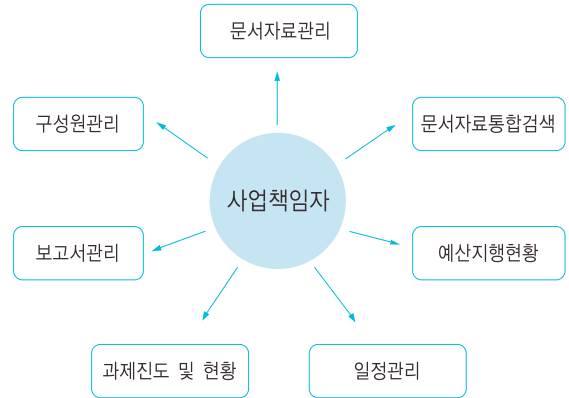 문서자료관리
구성원관리
문서자료통합검색
사업책임자
보고서관리
예산지행현황
과제진도 및 현황
일정관리